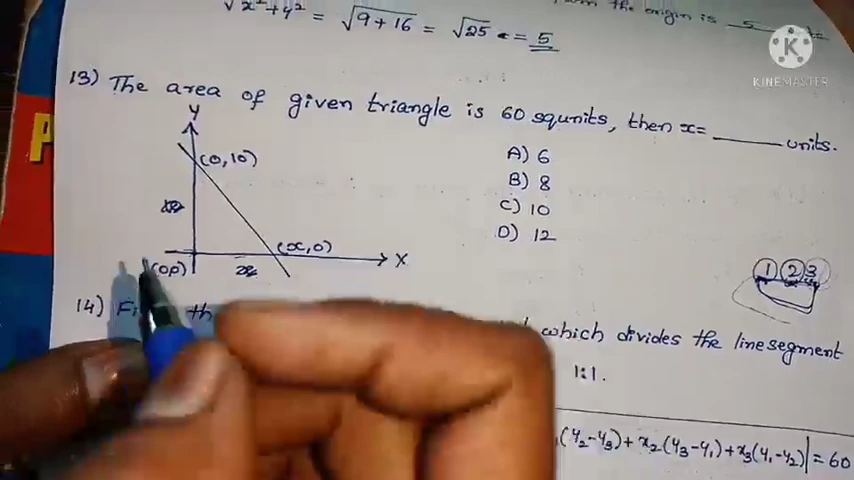 √x²+y² = √9+16 = √25 = 5
the origin is 5
KINEMASTER
13) The area of given triangle is 60 squnits, then x= ______ units.
Y
(0,10)
(x,0)
X
(0,0)
A) 6
B) 8
C) 10
D) 12
1 2 3
14) which divides the linesegment
1:1.
(y₂-y₃)+x₂(y₃-y₁)+x₃(y₁-y₂)|=60